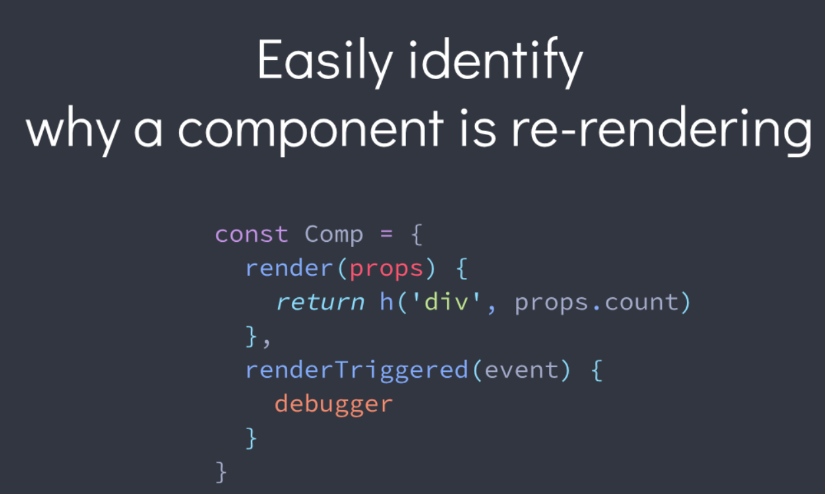 Easily identify
why a component is re-rendering
const Comp = {
  render(props) {
    return h('div', props.count)
  },
  renderTriggered(event) {
    debugger
  }
}